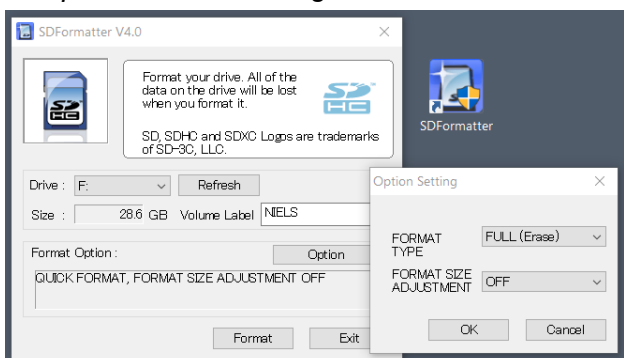 SDFormatter V4.0
Format your drive. All of the
data on the drive will be lost
when you format it.
SD, SDHC and SDXC Logos are trademarks
of SD-3C, LLC.
SD
HC
SD
HC
SDFormatter
Drive : F: Refresh
Size : 28.6 GB Volume Label NIELS
Format Option : Option
QUICK FORMAT, FORMAT SIZE ADJUSTMENT OFF
Format Exit
Option Setting
FORMAT
TYPE
FULL (Erase)
FORMAT SIZE
ADJUSTMENT
OFF
OK Cancel